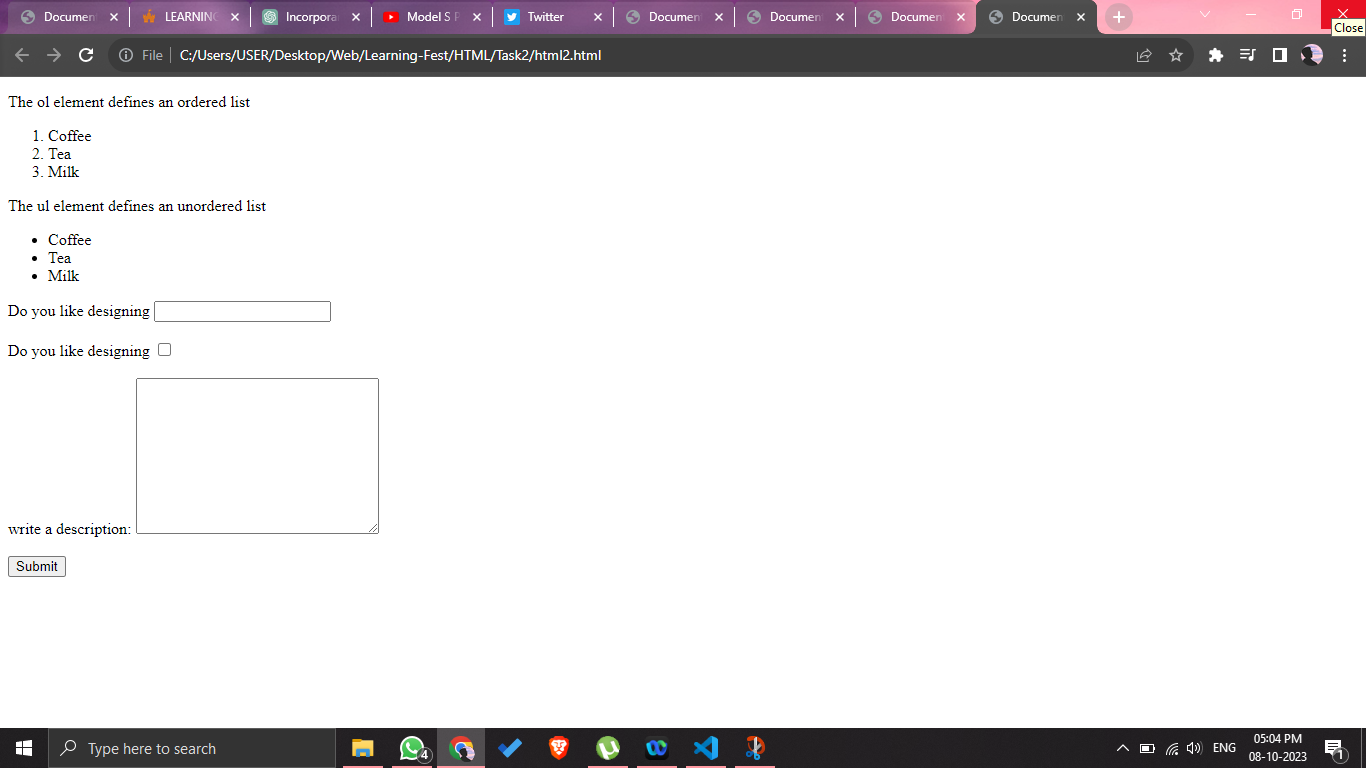 Documen LEARNING Incorpora Model S P Twitter Documen Documen Documen Documen
Close
File C:/Users/USER/Desktop/Web/Learning-Fest/HTML/Task2/html2.html
The ol element defines an ordered list
1. Coffee
2. Tea
3. Milk
The ul element defines an unordered list
• Coffee
• Tea
• Milk
Do you like designing
Do you like designing
write a description:
Submit
Type here to search
4
ENG
05:04 PM
08-10-2023
1